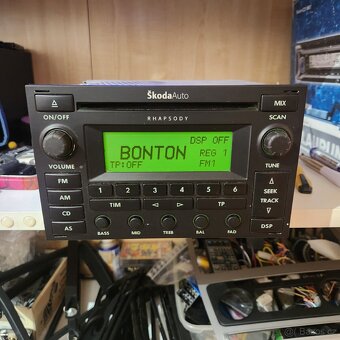 ŠkodaAuto
RHAPSODY
ON/OFF
MIX
SCAN
VOLUME
TUNE
DSP OFF
BONTON
REG 1
TP:OFF
FM1
FM
AM
CD
AS
1 2 3 4 5 6
TIM
TP
SEEK
TRACK
DSP
BASS
MID
TREB
BAL
FAD